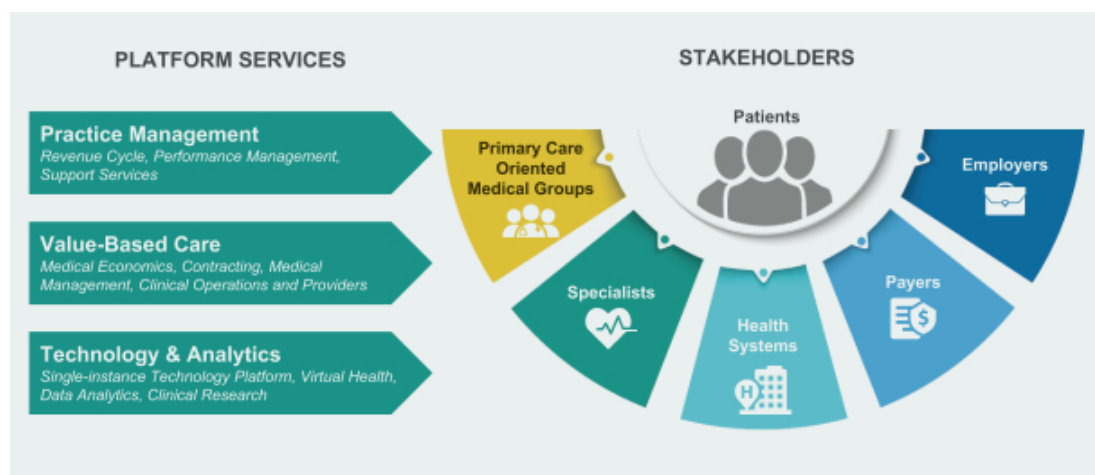 PLATFORM SERVICES
Practice Management
Revenue Cycle, Performance Management,
Support Services
Value-Based Care
Medical Economics, Contracting, Medical
Management, Clinical Operations and Providers
Technology & Analytics
Single-instance Technology Platform, Virtual Health,
Data Analytics, Clinical Research
STAKEHOLDERS
Patients
Primary Care
Oriented
Medical Groups
Specialists
Health
Systems
H
Payers
$
Employers